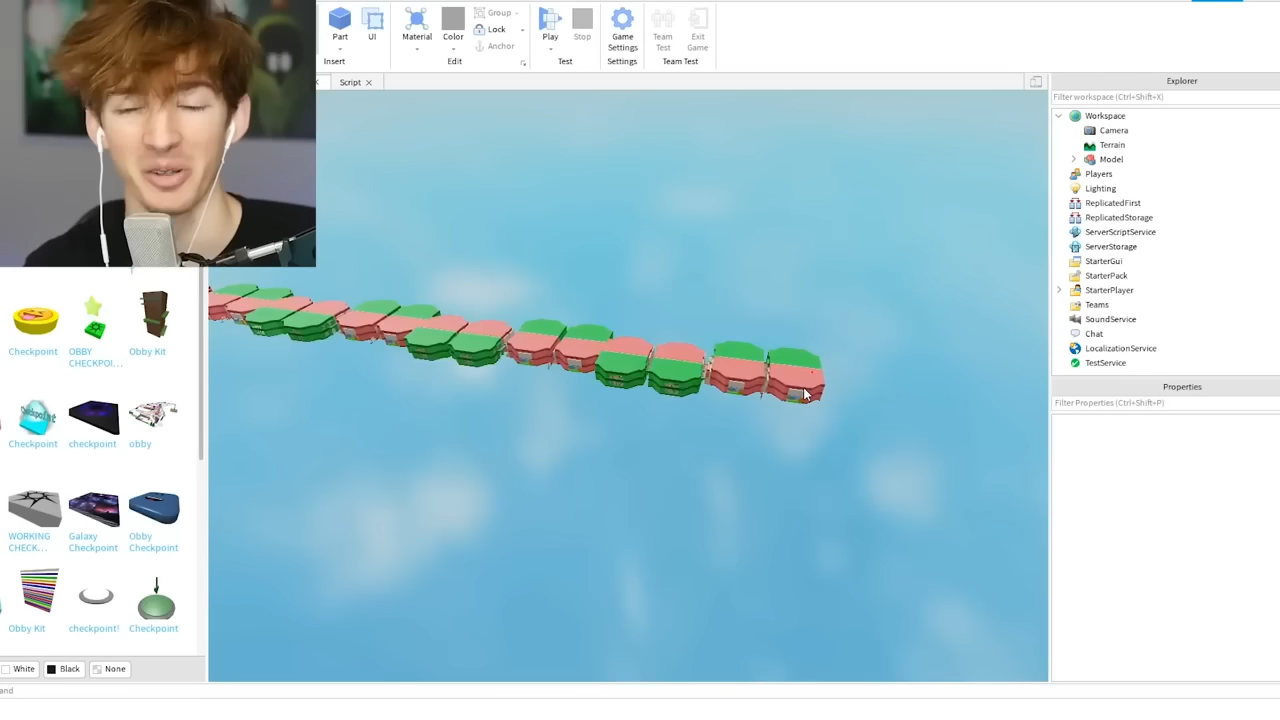 Part
UI
Insert
Material
Color
Group
Lock
Anchor
Edit
Play
Stop
Test
Game
Settings
Settings
Team
Test
Exit
Game
Team Test
Script
Explorer
Filter workspace (Ctrl+Shift+X)
Workspace
Camera
Terrain
Model
Players
Lighting
ReplicatedFirst
ReplicatedStorage
ServerScriptService
ServerStorage
StarterGui
StarterPack
StarterPlayer
Teams
SoundService
Chat
LocalizationService
TestService
Properties
Filter Properties (Ctrl+Shift+P)
Checkpoint
OBBY
CHECKPOI...
Obby Kit
Checkpoint
checkpoint
obby
WORKING
CHECK...
Galaxy
Checkpoint
Obby
Checkpoint
Obby Kit
checkpoint!
Checkpoint
White
Black
None
and